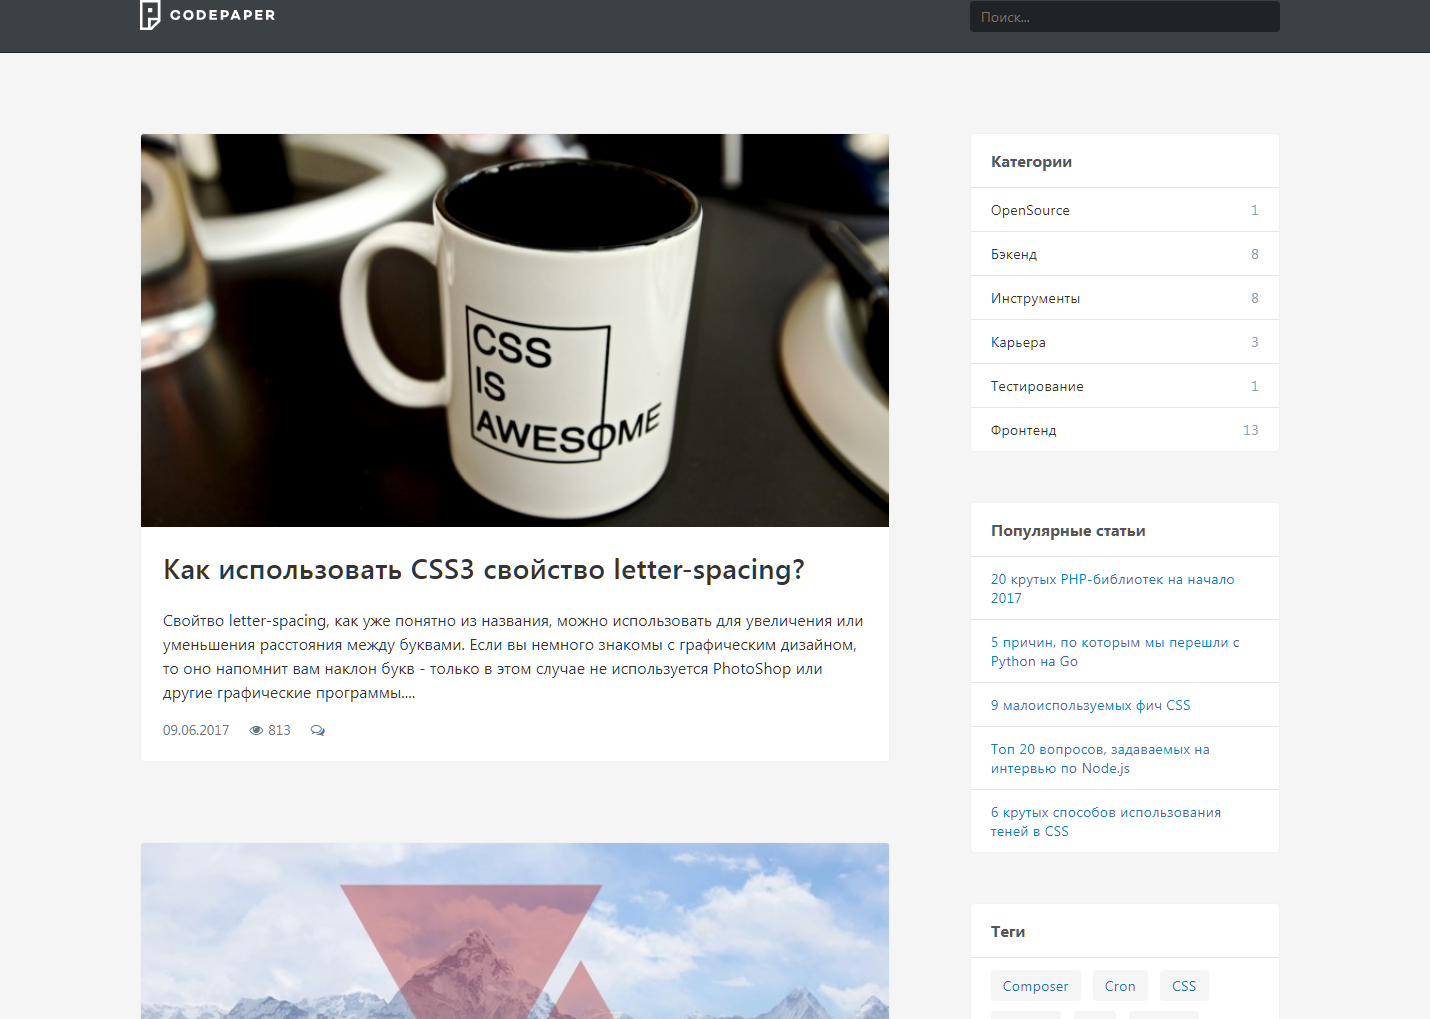 CODEPAPER
Поиск...
CSS
IS
AWESOME
Как использовать CSS3 свойство letter-spacing?
Свойтво letter-spacing, как уже понятно из названия, можно использовать для увеличения или
уменьшения расстояния между буквами. Если вы немного знакомы с графическим дизайном,
то оно напомнит вам наклон букв - только в этом случае не используется PhotoShop или
другие графические программы....
09.06.2017 813
Категории
OpenSource 1
Бэкенд 8
Инструменты 8
Карьера 3
Тестирование 1
Фронтенд 13
Популярные статьи
20 крутых PHP-библиотек на начало
2017
5 причин, по которым мы перешли с
Python на Go
9 малоиспользуемых фич CSS
Топ 20 вопросов, задаваемых на
интервью по Node.js
6 крутых способов использования
теней в CSS
Теги
Composer Cron CSS